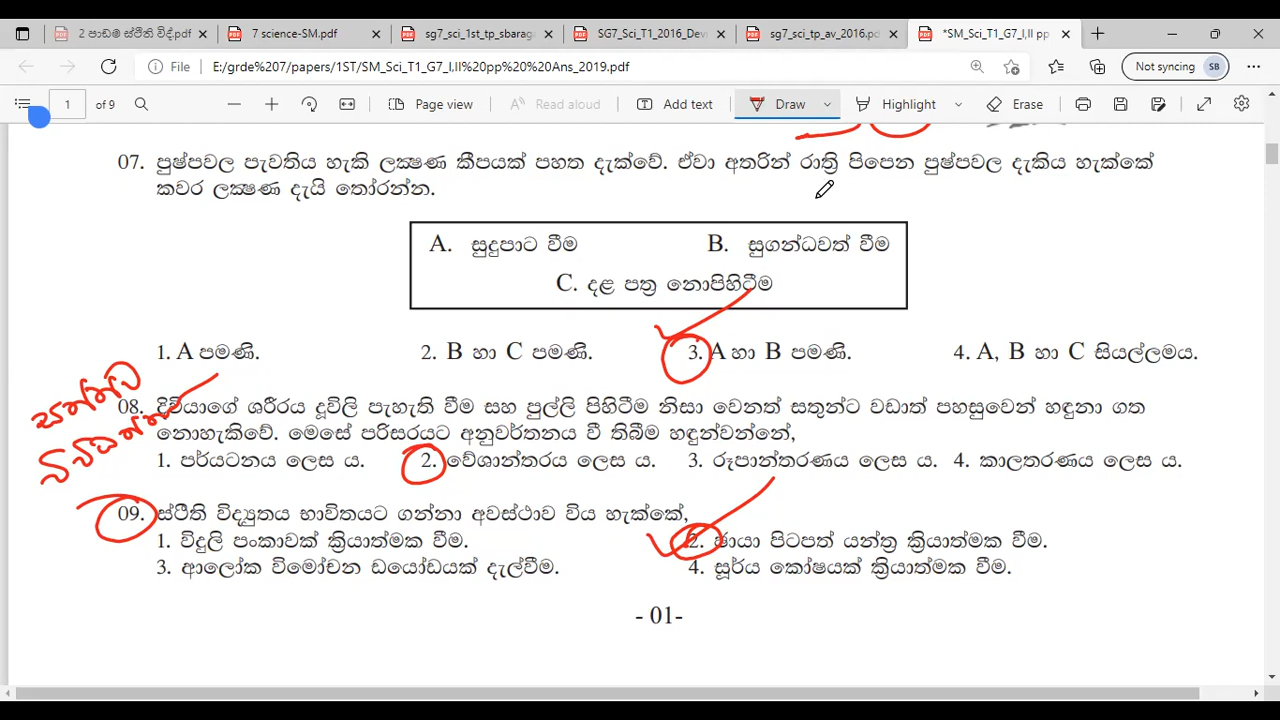 2 පාඩම ස්ථිති විද්.pdf
7 science-SM.pdf
sg7_sci_1st_tp_sbaraga
SG7_Sci_T1_2016_Dev
sg7_sci_tp_av_2016.pd
*SM_Sci_T1_G7_I,II pp
File
E:/grde%207/papers/1ST/SM_Sci_T1_G7_I,II%20pp%20%20Ans_2019.pdf
Not syncing
SB
1 of 9
Page view
Read aloud
Add text
Draw
Highlight
Erase
07. පුෂ්පවල පැවතිය හැකි ලක්‍ෂණ කීපයක් පහත දැක්වේ. ඒවා අතරින් රාත්‍රි පිපෙන පුෂ්පවල දැකිය හැක්කේ
කවර ලක්‍ෂණ දැයි තෝරන්න.
A. සුදුපාට වීම
B. සුගන්ධවත් වීම
C. දළ පත්‍ර නොපිහිටීම
1. A පමණි.
2. B හා C පමණි.
3. A හා B පමණි.
4. A, B හා C සියල්ලමය.
08. දිවියාගේ ශරීරය දූවිලි පැහැති වීම සහ පුල්ලි පිහිටීම නිසා වෙනත් සතුන්ට වඩාත් පහසුවෙන් හඳුනා ගත
නොහැකිවේ. මෙසේ පරිසරයට අනුවර්තනය වී තිබීම හඳුන්වන්නේ,
1. පර්යටනය ලෙස ය.
2. වේශාන්තරය ලෙස ය.
3. රූපාන්තරණය ලෙස ය.
4. කාලතරණය ලෙස ය.
09. ස්ථිති විද්‍යුතය භාවිතයට ගන්නා අවස්ථාව විය හැක්කේ,
1. විදුලි පංකාවක් ක්‍රියාත්මක වීම.
2. ඡායා පිටපත් යන්ත්‍ර ක්‍රියාත්මක වීම.
3. ආලෝක විමෝචන ඩයෝඩයක් දැල්වීම.
4. සූර්ය කෝෂයක් ක්‍රියාත්මක වීම.
- 01-